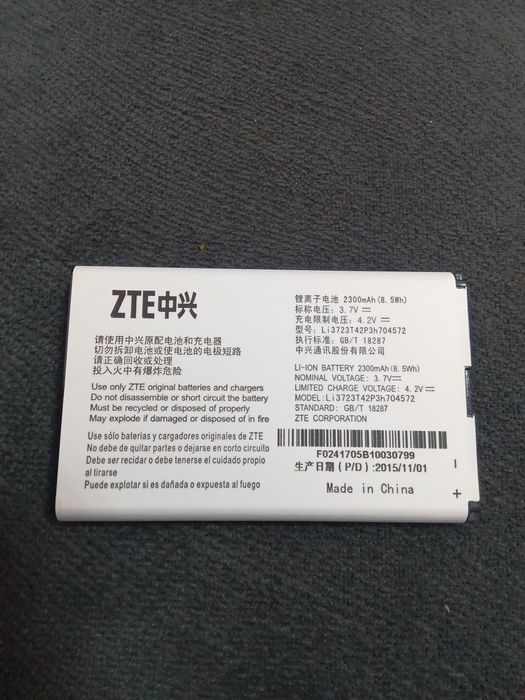 ZTE中兴
请使用中兴原配电池和充电器
切勿拆卸电池或使电池的电极短路
请正确回收或处理
投入火中有爆炸危险
Use only ZTE original batteries and chargers
Do not disassemble or short circuit the battery
Must be recycled or disposed of properly
May explode if damaged or disposed of in fire
Use sólo baterías y cargadores originales de ZTE
No debe de quitar partes o dejarse en corto circuito
Debe ser recidado o debe tenerse el cuidado propio
al tirarse
Puede explotar si es dañado o expuesto al fuego
锂离子电池 2300mAh(8.5Wh)
标称电压: 3.7V⎓
充电限制电压: 4.2V⎓
型号: Li3723T42P3h704572
执行标准: GB/T 18287
中兴通讯股份有限公司
LI-ION BATTERY 2300mAh(8.5Wh)
NOMINAL VOLTAGE: 3.7V⎓
LIMITED CHARGE VOLTAGE: 4.2V⎓
MODEL:Li3723T42P3h704572
STANDARD: GB/T 18287
ZTE CORPORATION
F0241705B10030799
生产日期 (P/D):2015/11/01
Made in China
-
+